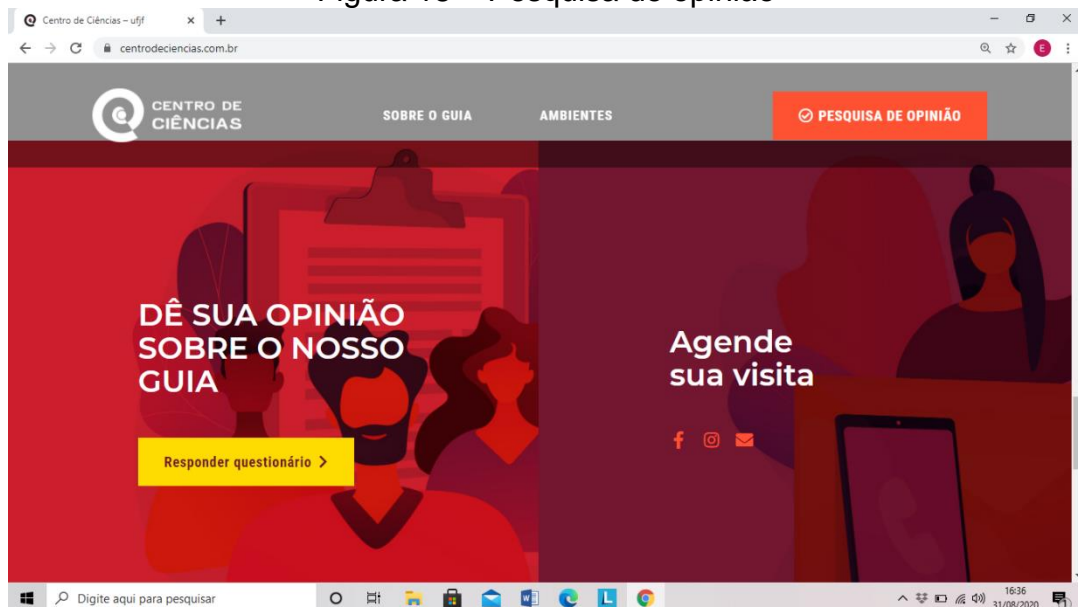 Centro de Ciências – ufjf
centrodeciencias.com.br
E
CENTRO DE
CIÊNCIAS
SOBRE O GUIA
AMBIENTES
PESQUISA DE OPINIÃO
DÊ SUA OPINIÃO
SOBRE O NOSSO
GUIA
Responder questionário
Agende
sua visita
Digite aqui para pesquisar
L
16:36
31/08/2020